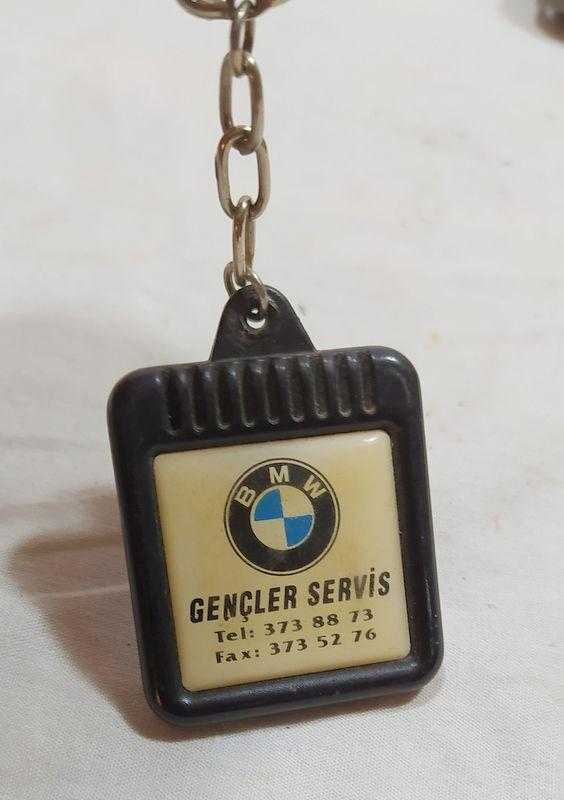 BMW
GENÇLER SERVİS
Tel: 373 88 73
Fax: 373 52 76